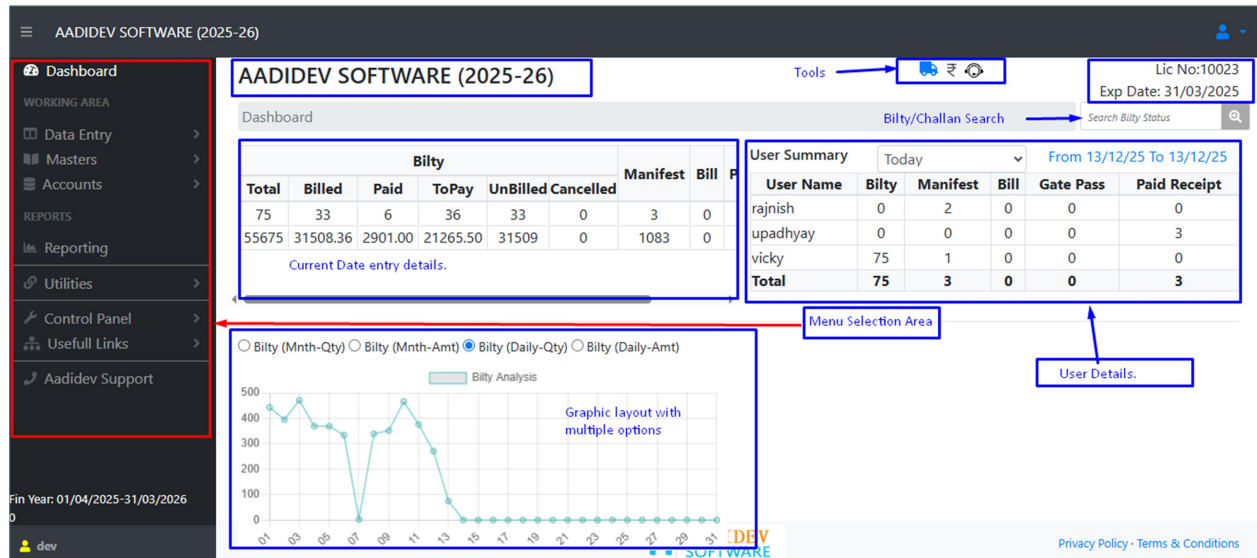 AADIDEV SOFTWARE (2025-26)
Dashboard
WORKING AREA
Data Entry
Masters
Accounts
REPORTS
Reporting
Utilities
Control Panel
Usefull Links
Aadidev Support
Fin Year: 01/04/2025-31/03/2026
0
dev
AADIDEV SOFTWARE (2025-26)
Tools
₹
Lic No:10023
Exp Date: 31/03/2025
Dashboard
Bilty/Challan Search
Search Bilty Status
Bilty Manifest Bill P
Total Billed Paid ToPay UnBilled Cancelled
75 33 6 36 33 0 3 0
55675 31508.36 2901.00 21265.50 31509 0 1083 0
Current Date entry details.
User Summary Today From 13/12/25 To 13/12/25
User Name Bilty Manifest Bill Gate Pass Paid Receipt
rajnish 0 2 0 0 0
upadhyay 0 0 0 0 3
vicky 75 1 0 0 0
Total 75 3 0 0 3
Menu Selection Area
User Details.
Bilty (Mnth-Qty) Bilty (Mnth-Amt) Bilty (Daily-Qty) Bilty (Daily-Amt)
Bilty Analysis
Graphic layout with
multiple options
500
400
300
200
100
0
01 03 05 07 09 11 13 15 17 19 21 23 25 27 29 31
IDEV
SOFTWARE
Privacy Policy · Terms & Conditions